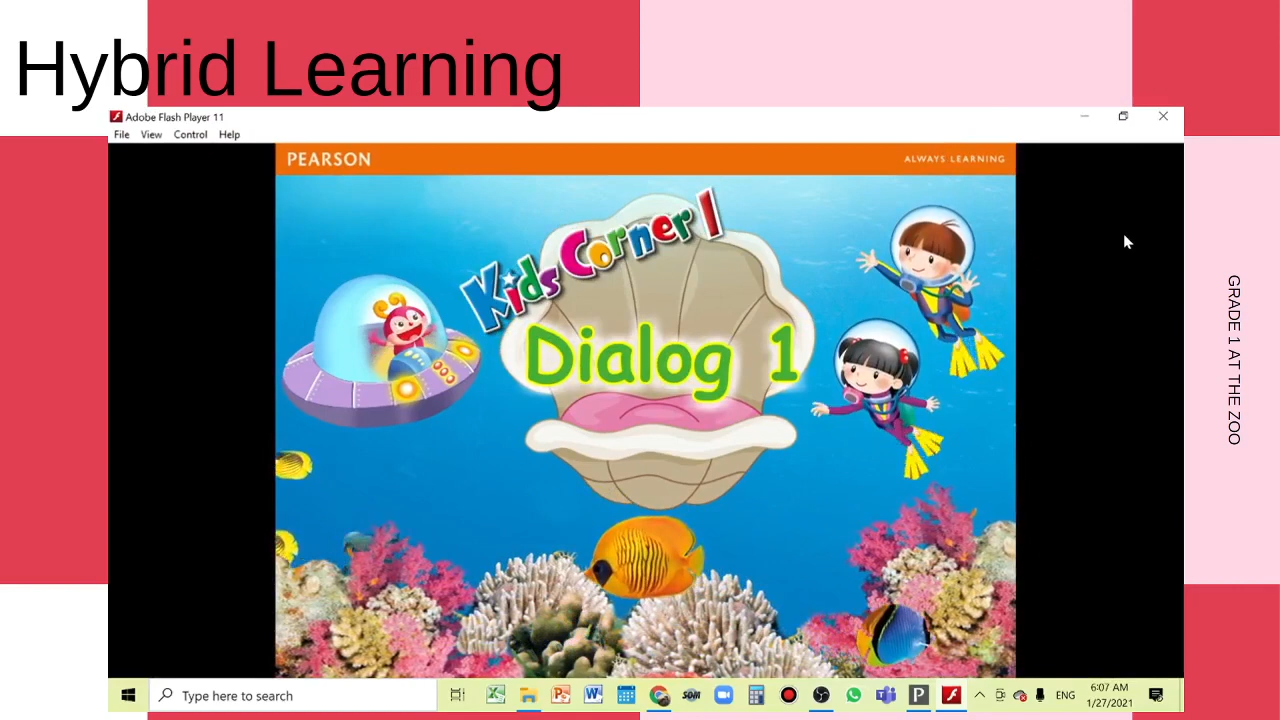 Hybrid Learning
Adobe Flash Player 11
File View Control Help
PEARSON
ALWAYS LEARNING
Kids Corner 1
Dialog 1
GRADE 1 AT THE ZOO
Type here to search
SOM
ENG
6:07 AM
1/27/2021